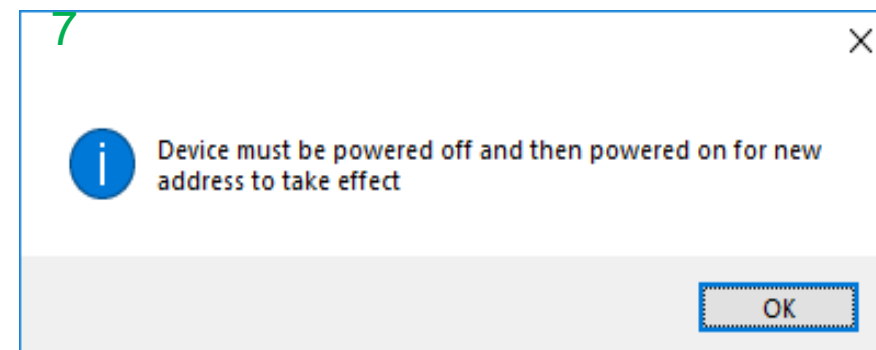 7
Device must be powered off and then powered on for new
address to take effect
OK